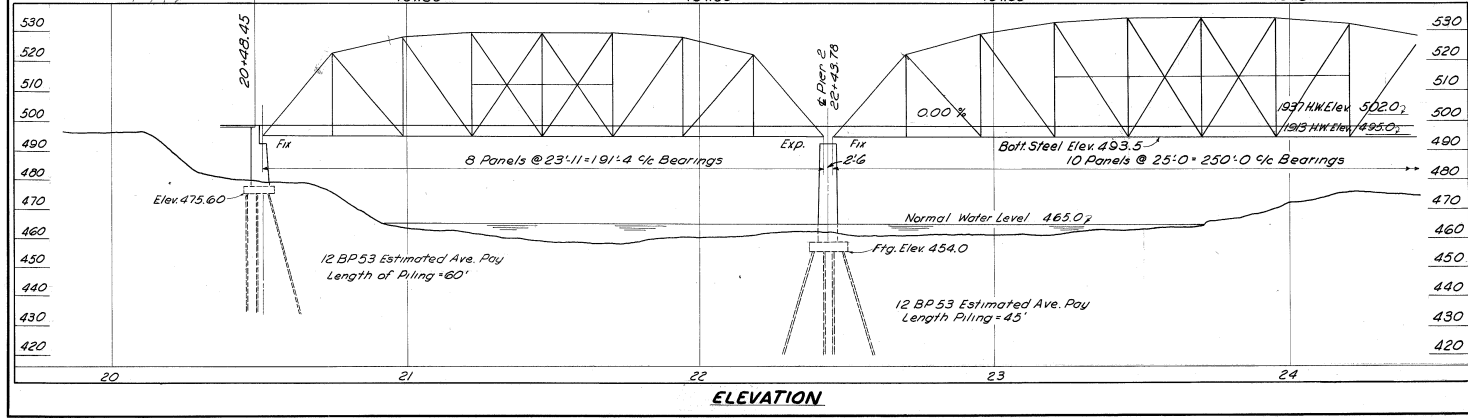 530
520
510
500
490
480
470
460
450
440
430
420
20+48.45
℄ Pier 2
22+43.78
0.00 %
1937 H.W. Elev. 502.0±
1913 H.W. Elev. 495.0±
Fix
Exp.
Fix
Bott. Steel Elev. 493.5
8 Panels @ 23'-11 = 191'-4 c/c Bearings
2'-6
10 Panels @ 25'-0 = 250'-0 c/c Bearings
Elev. 475.60
Normal Water Level 465.0±
Ftg. Elev. 454.0
12 BP 53 Estimated Ave. Pay
Length of Piling = 60'
12 BP 53 Estimated Ave. Pay
Length Piling = 45'
530
520
510
500
490
480
470
460
450
440
430
420
20
21
22
23
24
ELEVATION